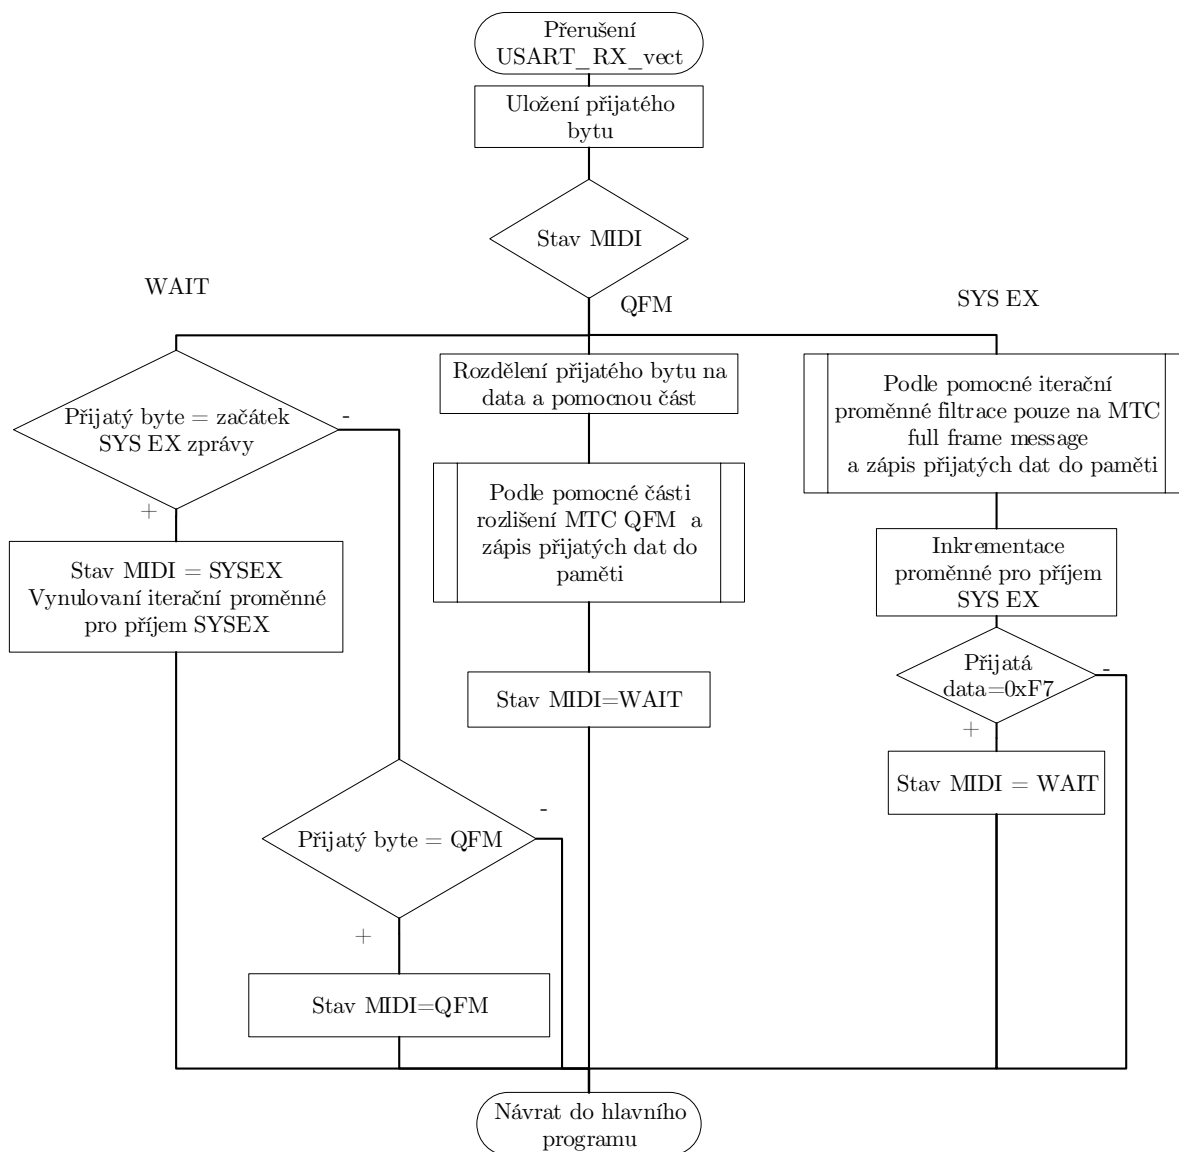 Přerušení
USART_RX_vect
Uložení přijatého
bytu
Stav MIDI
WAIT
QFM
SYS EX
Přijatý byte = začátek
SYS EX zprávy
-
+
Stav MIDI = SYSEX
Vynulovaní iterační proměnné
pro příjem SYSEX
Přijatý byte = QFM
-
+
Stav MIDI=QFM
Rozdělení přijatého bytu na
data a pomocnou část
Podle pomocné části
rozlišení MTC QFM a
zápis přijatých dat do
paměti
Stav MIDI=WAIT
Podle pomocné iterační
proměnné filtrace pouze na MTC
full frame message
a zápis přijatých dat do paměti
Inkrementace
proměnné pro příjem
SYS EX
Přijatá
data=0xF7
-
+
Stav MIDI = WAIT
Návrat do hlavního
programu